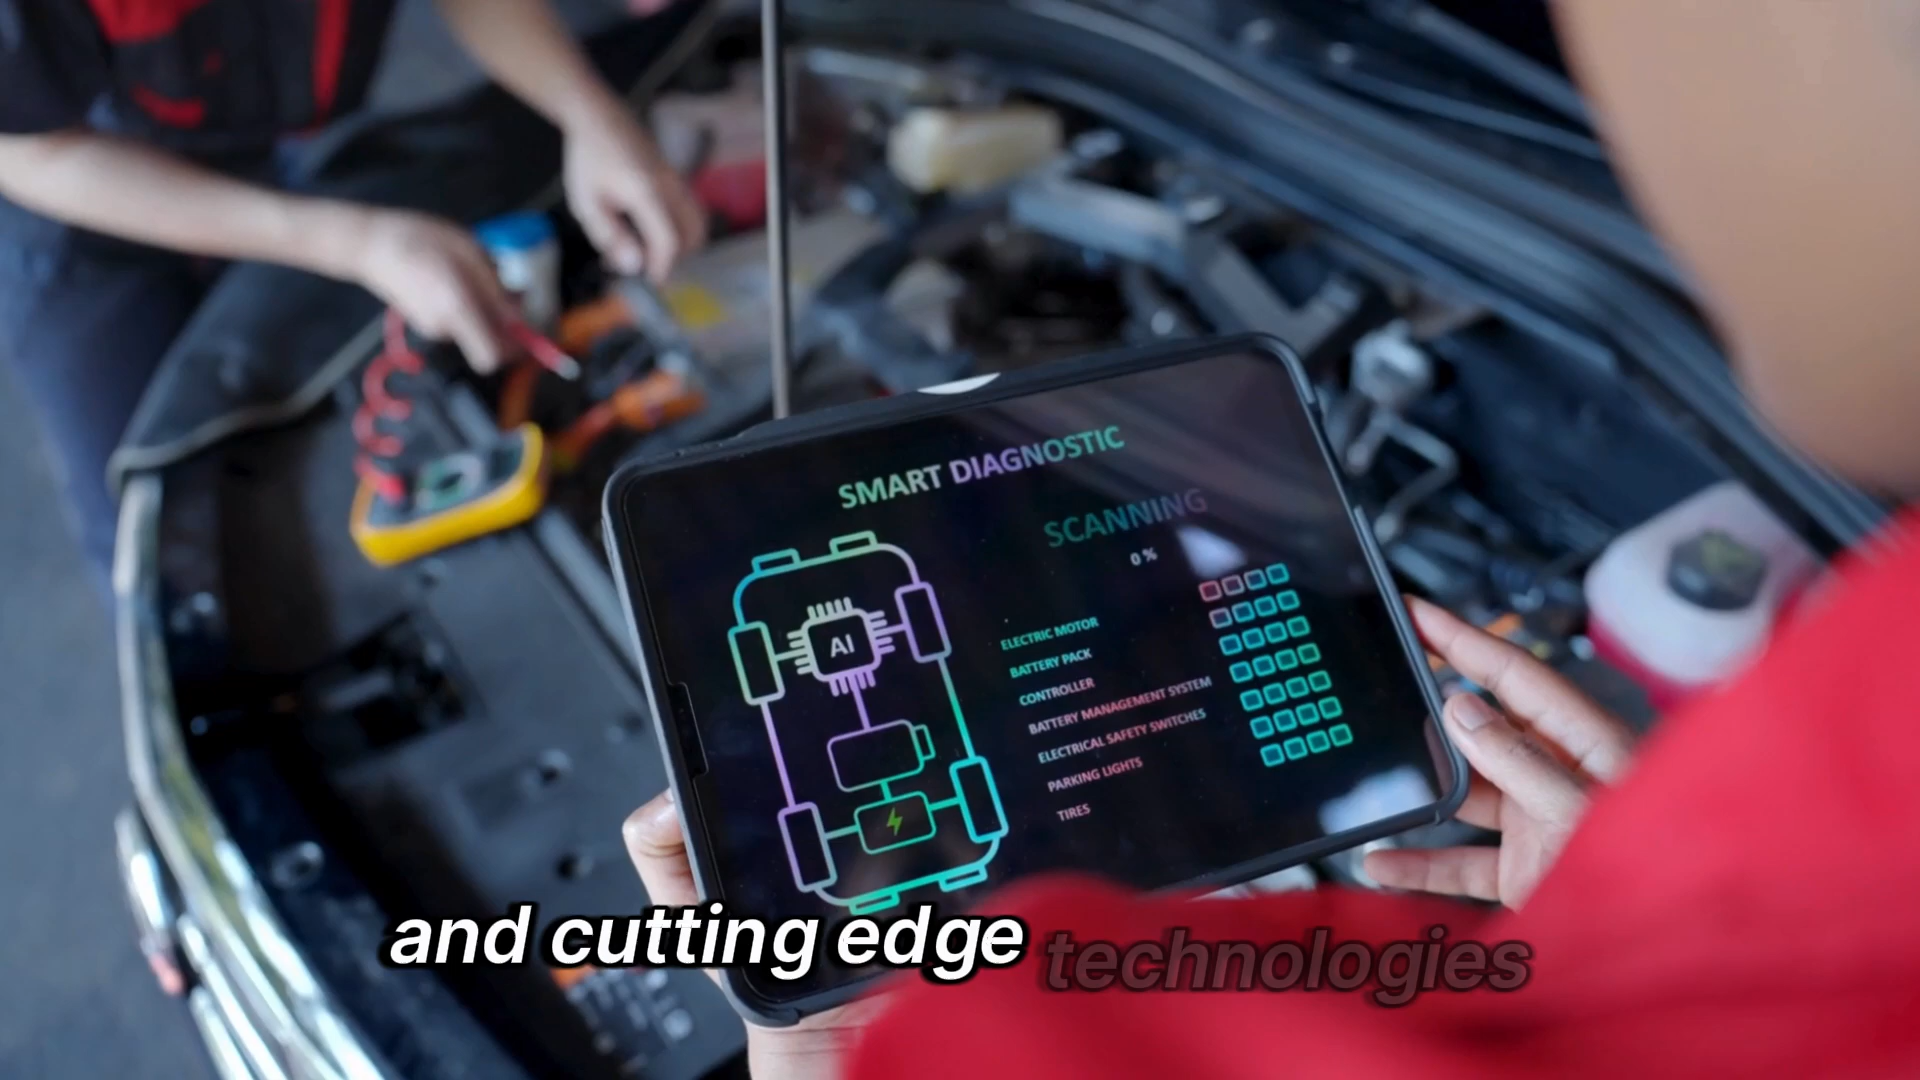 SMART DIAGNOSTIC
SCANNING
0 %
AI
ELECTRIC MOTOR
BATTERY PACK
CONTROLLER
BATTERY MANAGEMENT SYSTEM
ELECTRICAL SAFETY SWITCHES
PARKING LIGHTS
TIRES
and cutting edge technologies